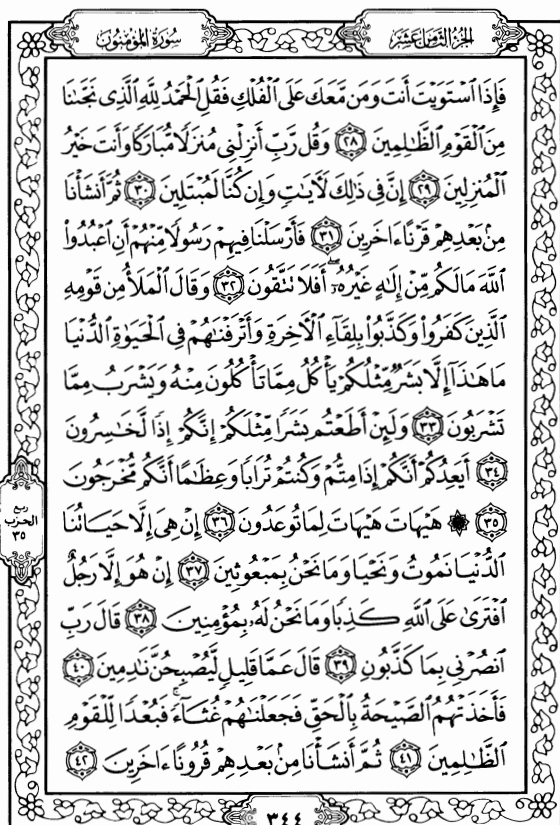 سورة المؤمنون
الجزء الثامن عشر
فَإِذَا ٱسْتَوَيْتَ أَنتَ وَمَن مَّعَكَ عَلَى ٱلْفُلْكِ فَقُلِ ٱلْحَمْدُ لِلَّهِ ٱلَّذِى نَجَّىٰنَا
مِنَ ٱلْقَوْمِ ٱلظَّـٰلِمِينَ ٢٨ وَقُل رَّبِّ أَنزِلْنِى مُنزَلًا مُّبَارَكًا وَأَنتَ خَيْرُ
ٱلْمُنزِلِينَ ٢٩ إِنَّ فِى ذَٰلِكَ لَـَٔايَـٰتٍ وَإِن كُنَّا لَمُبْتَلِينَ ٣٠ ثُمَّ أَنشَأْنَا
مِنۢ بَعْدِهِمْ قَرْنًا ءَاخَرِينَ ٣١ فَأَرْسَلْنَا فِيهِمْ رَسُولًا مِّنْهُمْ أَنِ ٱعْبُدُوا۟
ٱللَّهَ مَا لَكُم مِّنْ إِلَـٰهٍ غَيْرُهُۥٓ ۖ أَفَلَا تَتَّقُونَ ٣٢ وَقَالَ ٱلْمَلَأُ مِن قَوْمِهِ
ٱلَّذِينَ كَفَرُوا۟ وَكَذَّبُوا۟ بِلِقَآءِ ٱلْـَٔاخِرَةِ وَأَتْرَفْنَـٰهُمْ فِى ٱلْحَيَوٰةِ ٱلدُّنْيَا
مَا هَـٰذَآ إِلَّا بَشَرٌ مِّثْلُكُمْ يَأْكُلُ مِمَّا تَأْكُلُونَ مِنْهُ وَيَشْرَبُ مِمَّا
تَشْرَبُونَ ٣٣ وَلَئِنْ أَطَعْتُم بَشَرًا مِّثْلَكُمْ إِنَّكُمْ إِذًا لَّخَـٰسِرُونَ
٣٤ أَيَعِدُكُمْ أَنَّكُمْ إِذَا مِتُّمْ وَكُنتُمْ تُرَابًا وَعِظَـٰمًا أَنَّكُم مُّخْرَجُونَ
٣٥ ۞ هَيْهَاتَ هَيْهَاتَ لِمَا تُوعَدُونَ ٣٦ إِنْ هِىَ إِلَّا حَيَاتُنَا
ٱلدُّنْيَا نَمُوتُ وَنَحْيَا وَمَا نَحْنُ بِمَبْعُوثِينَ ٣٧ إِنْ هُوَ إِلَّا رَجُلٌ
ٱفْتَرَىٰ عَلَى ٱللَّهِ كَذِبًا وَمَا نَحْنُ لَهُۥ بِمُؤْمِنِينَ ٣٨ قَالَ رَبِّ
ٱنصُرْنِى بِمَا كَذَّبُونِ ٣٩ قَالَ عَمَّا قَلِيلٍ لَّيُصْبِحُنَّ نَـٰدِمِينَ ٤٠
فَأَخَذَتْهُمُ ٱلصَّيْحَةُ بِٱلْحَقِّ فَجَعَلْنَـٰهُمْ غُثَآءً ۚ فَبُعْدًا لِّلْقَوْمِ
ٱلظَّـٰلِمِينَ ٤١ ثُمَّ أَنشَأْنَا مِنۢ بَعْدِهِمْ قُرُونًا ءَاخَرِينَ ٤٢
ربع
الحزب
٣٥
٣٤٤